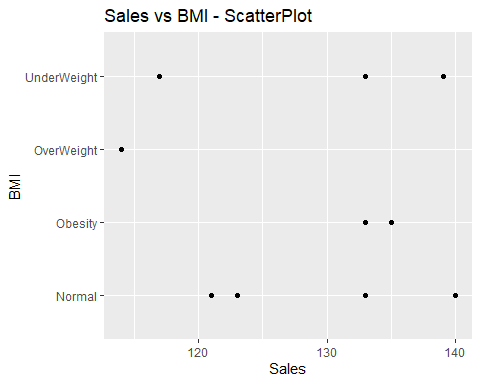 Sales vs BMI - ScatterPlot
UnderWeight
OverWeight
Obesity
Normal
BMI
120 130 140
Sales